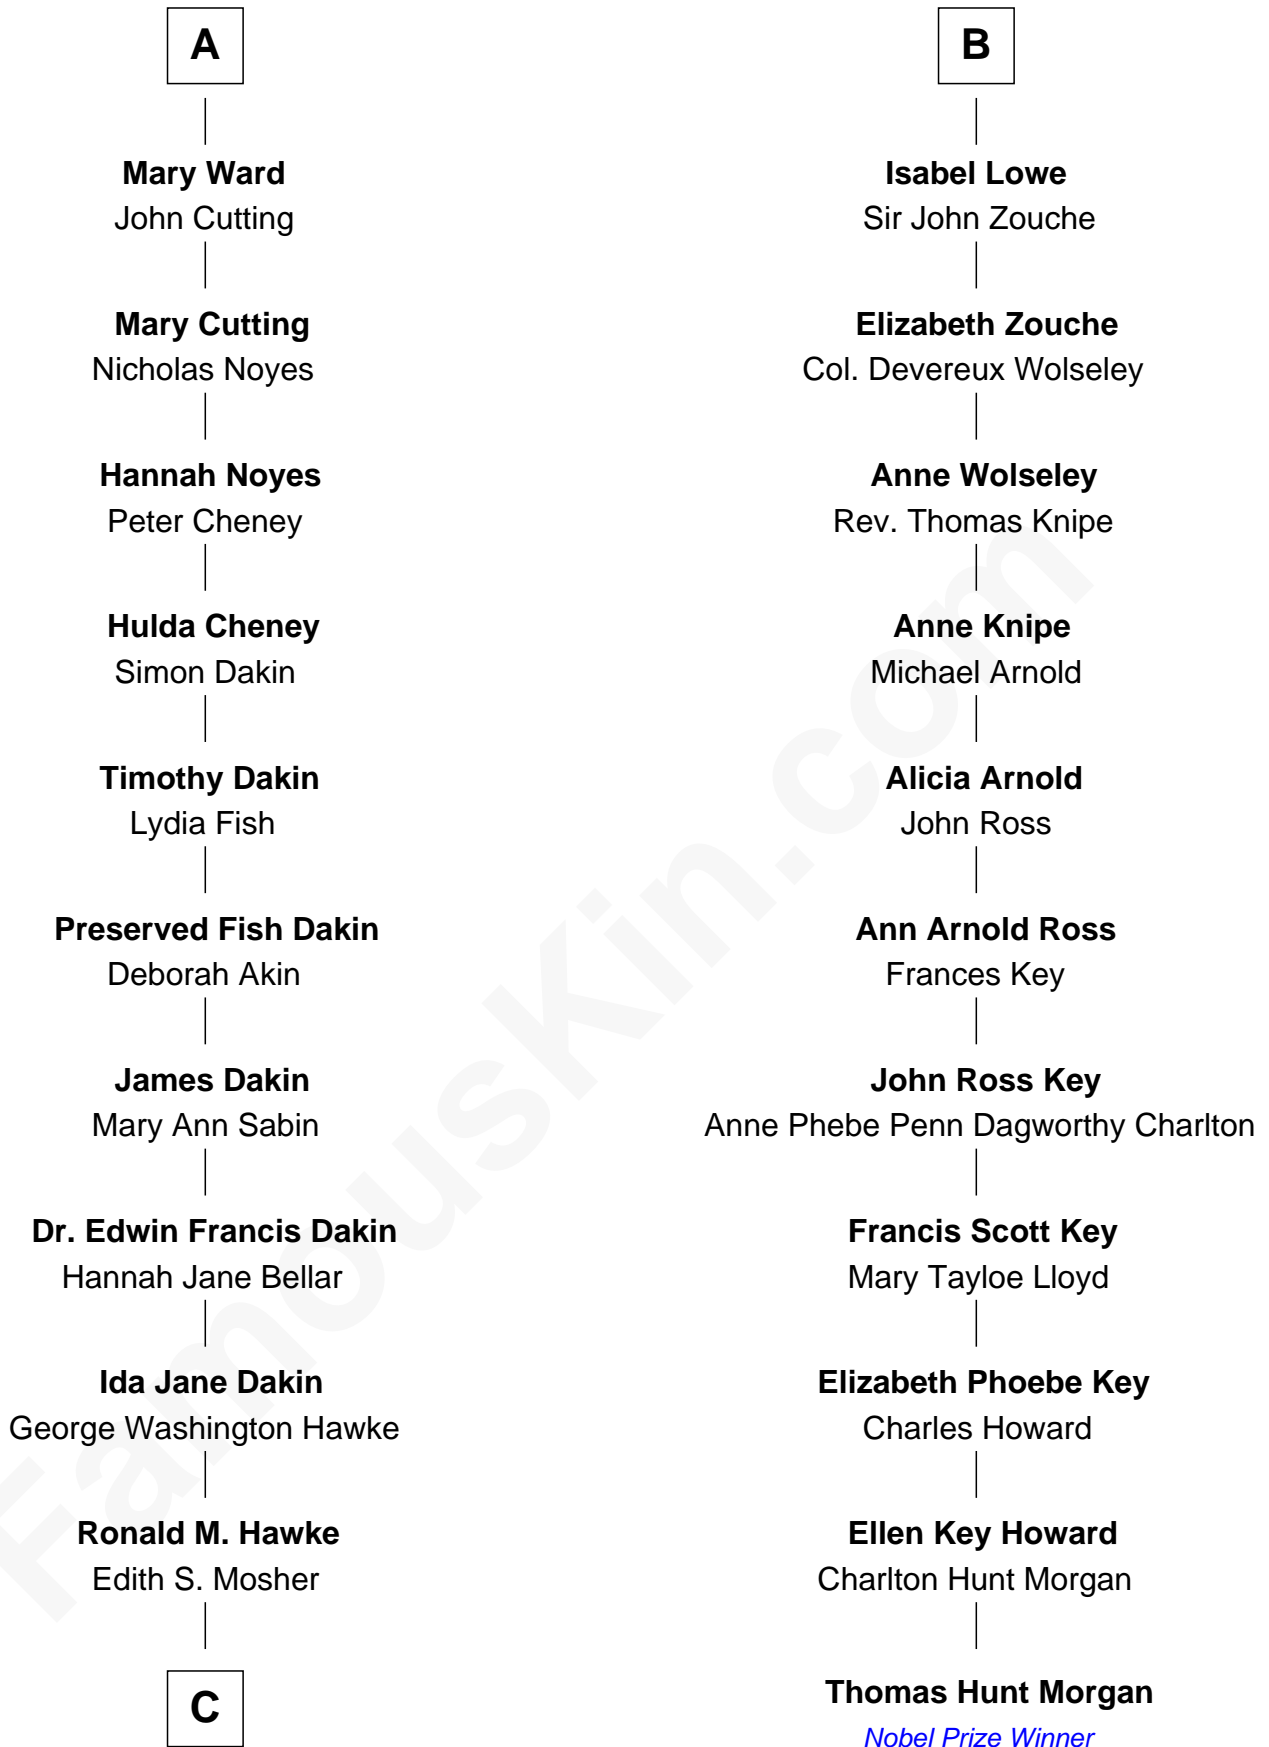 A
Mary Ward
John Cutting
Mary Cutting
Nicholas Noyes
Hannah Noyes
Peter Cheney
Hulda Cheney
Simon Dakin
Timothy Dakin
Lydia Fish
Preserved Fish Dakin
Deborah Akin
James Dakin
Mary Ann Sabin
Dr. Edwin Francis Dakin
Hannah Jane Bellar
Ida Jane Dakin
George Washington Hawke
Ronald M. Hawke
Edith S. Mosher
C
B
Isabel Lowe
Sir John Zouche
Elizabeth Zouche
Col. Devereux Wolseley
Anne Wolseley
Rev. Thomas Knipe
Anne Knipe
Michael Arnold
Alicia Arnold
John Ross
Ann Arnold Ross
Frances Key
John Ross Key
Anne Phebe Penn Dagworthy Charlton
Francis Scott Key
Mary Tayloe Lloyd
Elizabeth Phoebe Key
Charles Howard
Ellen Key Howard
Charlton Hunt Morgan
Thomas Hunt Morgan
Nobel Prize Winner
FamousKin.com